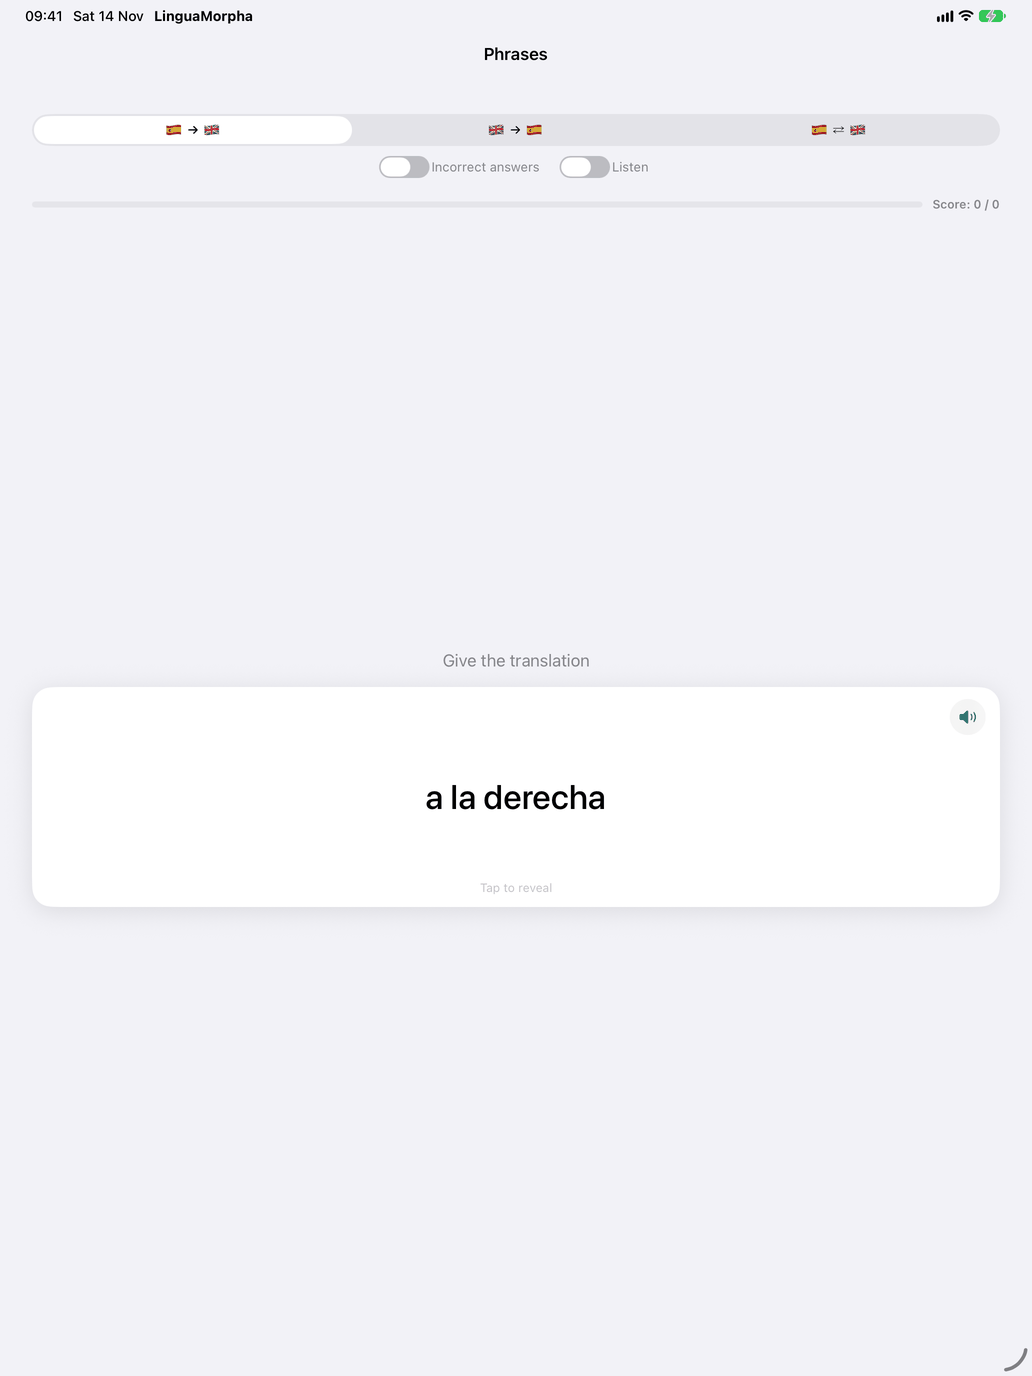 09:41 Sat 14 Nov LinguaMorpha
Phrases
🇪🇸 → 🇬🇧
🇬🇧 → 🇪🇸
🇪🇸 ⇄ 🇬🇧
Incorrect answers
Listen
Score: 0 / 0
Give the translation
a la derecha
Tap to reveal